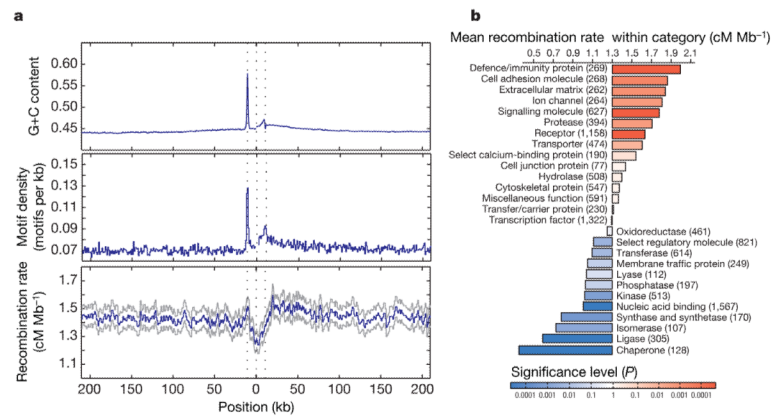 a
G+C content
0.60
0.55
0.50
0.45
Motif density
(motifs per kb)
0.15
0.13
0.11
0.09
0.07
Recombination rate
(cM Mb–1)
1.7
1.5
1.3
1.1
200 150 100 50 0 50 100 150 200
Position (kb)
b
Mean recombination rate within category (cM Mb–1)
0.5 0.7 0.9 1.1 1.3 1.5 1.7 1.9 2.1
Defence/immunity protein (269)
Cell adhesion molecule (268)
Extracellular matrix (262)
Ion channel (264)
Signalling molecule (627)
Protease (394)
Receptor (1,158)
Transporter (474)
Select calcium-binding protein (190)
Cell junction protein (77)
Hydrolase (508)
Cytoskeletal protein (547)
Miscellaneous function (591)
Transfer/carrier protein (230)
Transcription factor (1,322)
Oxidoreductase (461)
Select regulatory molecule (821)
Transferase (614)
Membrane traffic protein (249)
Lyase (112)
Phosphatase (197)
Kinase (513)
Nucleic acid binding (1,567)
Synthase and synthetase (170)
Isomerase (107)
Ligase (305)
Chaperone (128)
Significance level (P)
0.0001 0.001 0.01 0.1 1 0.1 0.01 0.001 0.0001